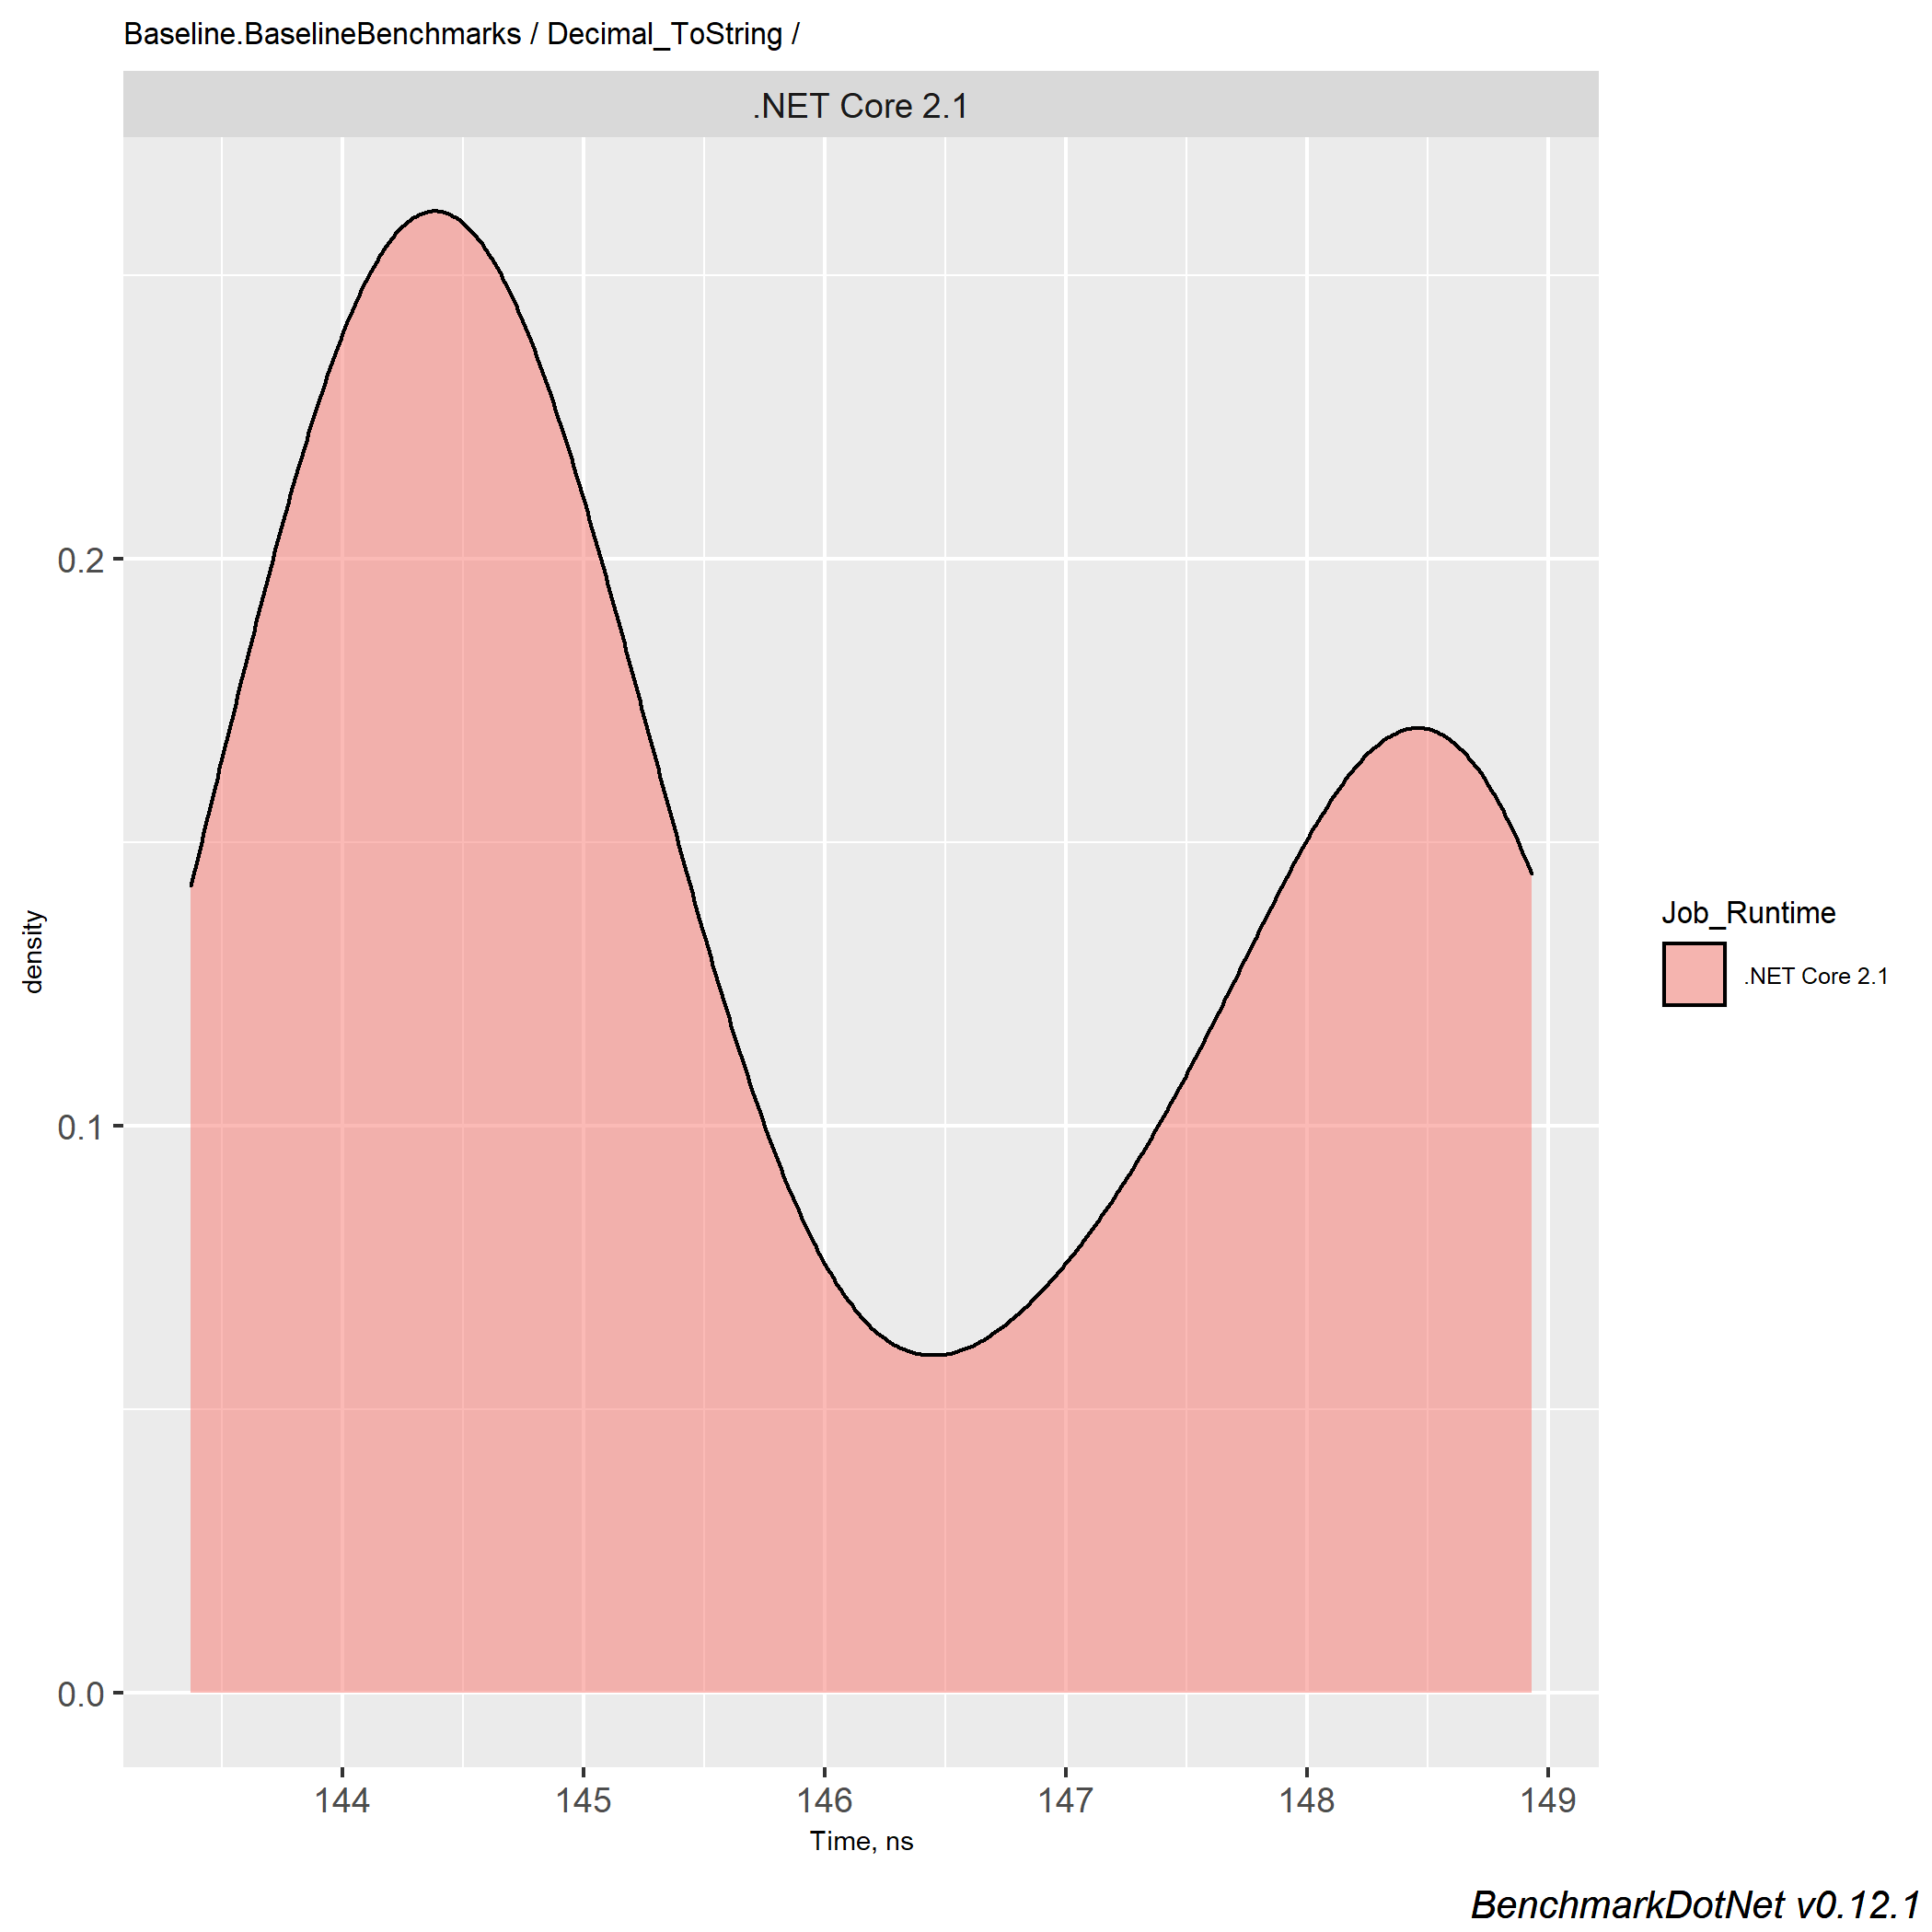 Baseline.BaselineBenchmarks / Decimal_ToString /
.NET Core 2.1
0.2
0.1
0.0
density
144 145 146 147 148 149
Time, ns
Job_Runtime
.NET Core 2.1
BenchmarkDotNet v0.12.1